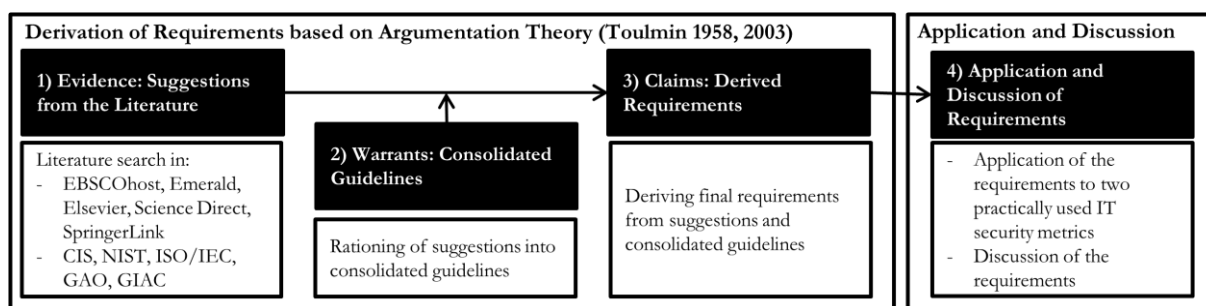 Derivation of Requirements based on Argumentation Theory (Toulmin 1958, 2003)
1) Evidence: Suggestions
from the Literature
Literature search in:
- EBSCOhost, Emerald,
Elsevier, Science Direct,
SpringerLink
- CIS, NIST, ISO/IEC,
GAO, GIAC
2) Warrants: Consolidated
Guidelines
Rationing of suggestions into
consolidated guidelines
3) Claims: Derived
Requirements
Deriving final requirements
from suggestions and
consolidated guidelines
Application and Discussion
4) Application and
Discussion of
Requirements
- Application of the
requirements to two
practically used IT
security metrics
- Discussion of the
requirements